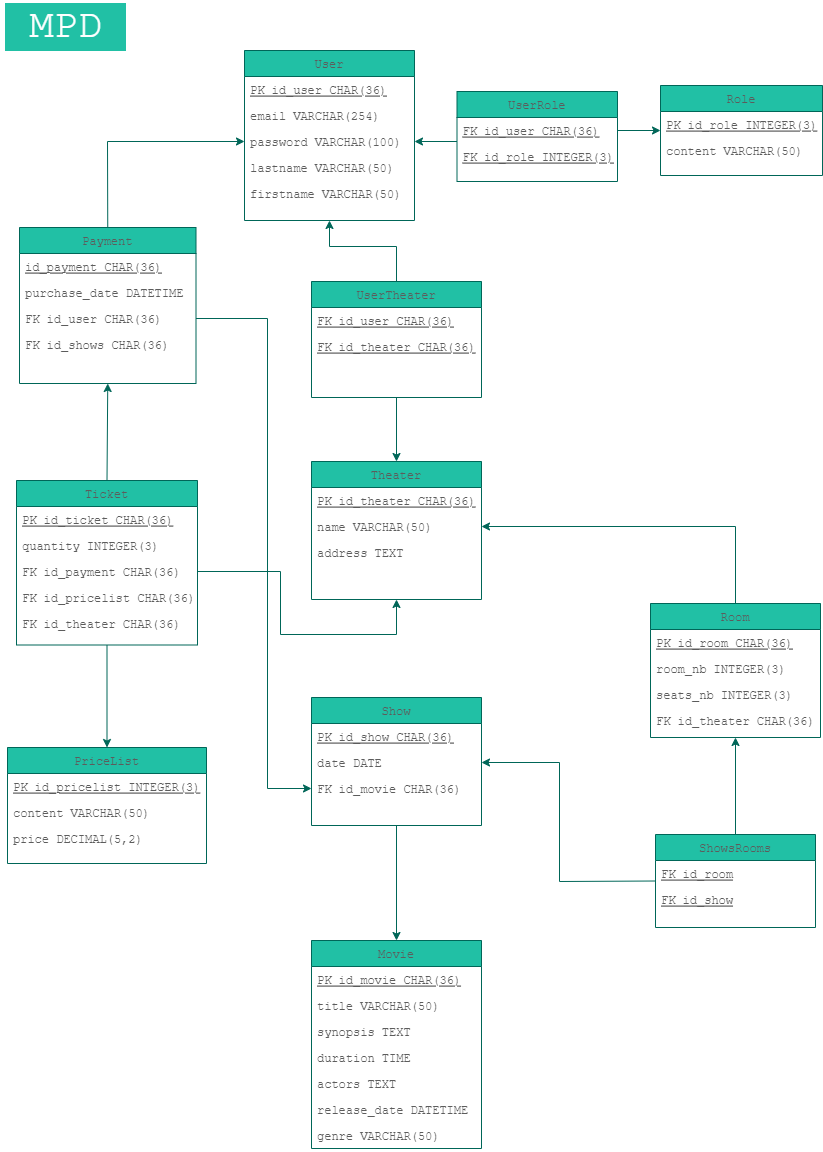 MPD
User
PK id_user CHAR(36)
email VARCHAR(254)
password VARCHAR(100)
lastname VARCHAR(50)
firstname VARCHAR(50)
UserRole
FK id_user CHAR(36)
FK id_role INTEGER(3)
Role
PK id_role INTEGER(3)
content VARCHAR(50)
Payment
id_payment CHAR(36)
purchase_date DATETIME
FK id_user CHAR(36)
FK id_shows CHAR(36)
UserTheater
FK id_user CHAR(36)
FK id_theater CHAR(36)
Theater
PK id_theater CHAR(36)
name VARCHAR(50)
address TEXT
Ticket
PK id_ticket CHAR(36)
quantity INTEGER(3)
FK id_payment CHAR(36)
FK id_pricelist CHAR(36)
FK id_theater CHAR(36)
Room
PK id_room CHAR(36)
room_nb INTEGER(3)
seats_nb INTEGER(3)
FK id_theater CHAR(36)
Show
PK id_show CHAR(36)
date DATE
FK id_movie CHAR(36)
PriceList
PK id_pricelist INTEGER(3)
content VARCHAR(50)
price DECIMAL(5,2)
ShowsRooms
FK id_room
FK id_show
Movie
PK id_movie CHAR(36)
title VARCHAR(50)
synopsis TEXT
duration TIME
actors TEXT
release_date DATETIME
genre VARCHAR(50)